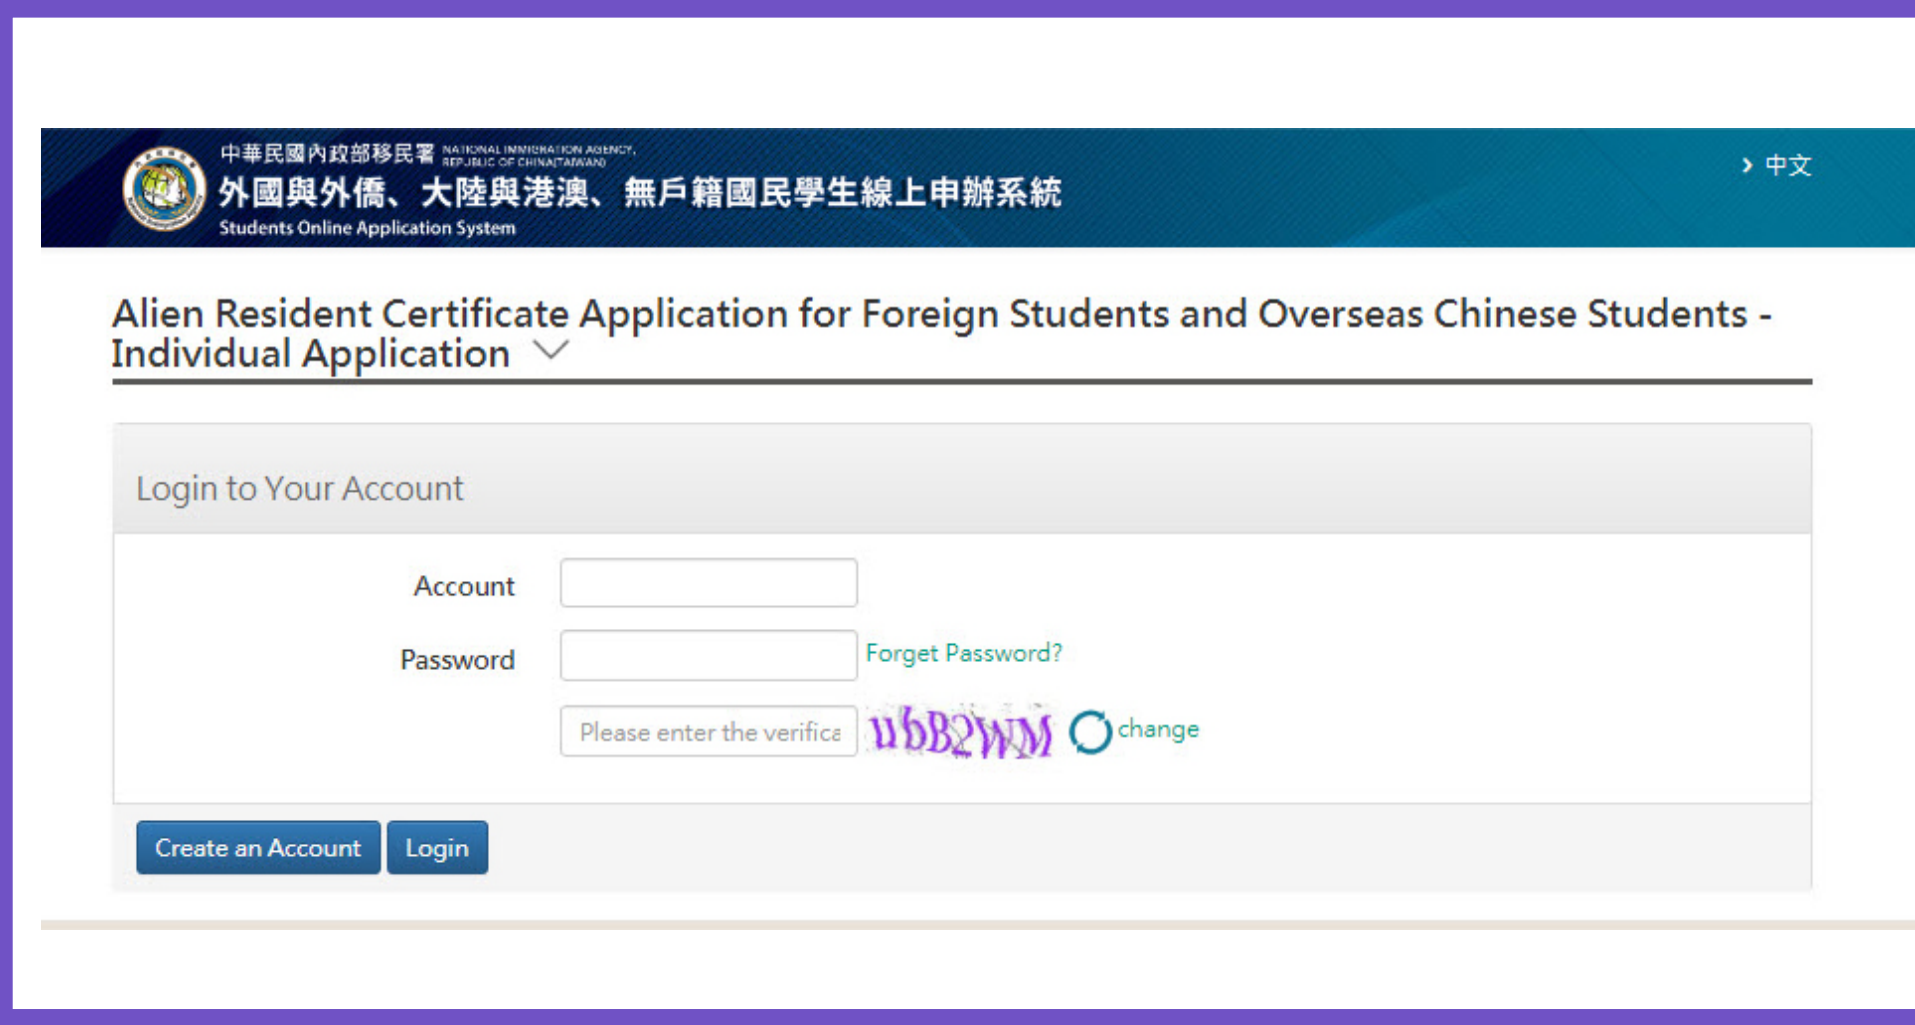 中華民國內政部移民署 NATIONAL IMMIGRATION AGENCY,
REPUBLIC OF CHINA(TAIWAN)
外國與外僑、大陸與港澳、無戶籍國民學生線上申辦系統
Students Online Application System
› 中文
Alien Resident Certificate Application for Foreign Students and Overseas Chinese Students -
Individual Application
Login to Your Account
Account
Password
Forget Password?
Please enter the verifica
ubB2WM
change
Create an Account
Login